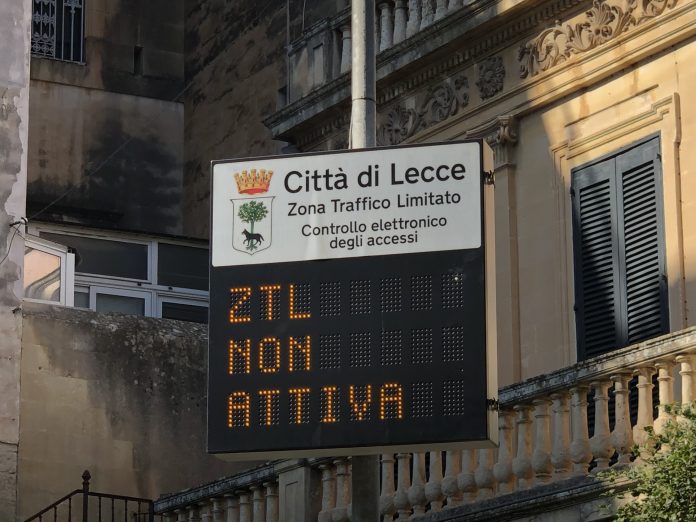 Città di Lecce
Zona Traffico Limitato
Controllo elettronico
degli accessi
ZTL
NON
ATTIVA